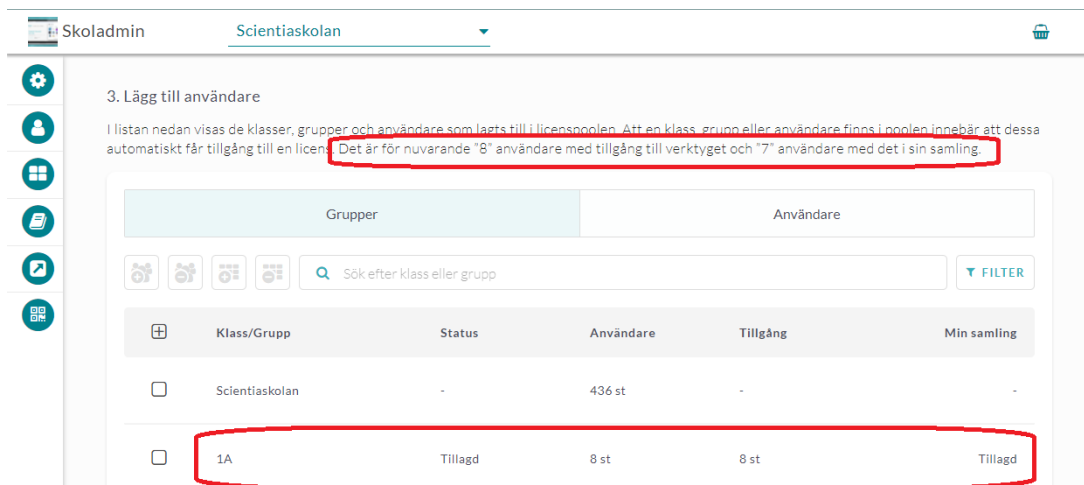 Skoladmin Scientiaskolan
3. Lägg till användare
I listan nedan visas de klasser, grupper och användare som lagts till i licenspoolen. Att en klass, grupp eller användare finns i poolen innebär att dessa
automatiskt får tillgång till en licens. Det är för nuvarande "8" användare med tillgång till verktyget och "7" användare med det i sin samling.
Grupper Användare
Sök efter klass eller grupp FILTER
Klass/Grupp Status Användare Tillgång Min samling
Scientiaskolan - 436 st - -
1A Tillagd 8 st 8 st Tillagd